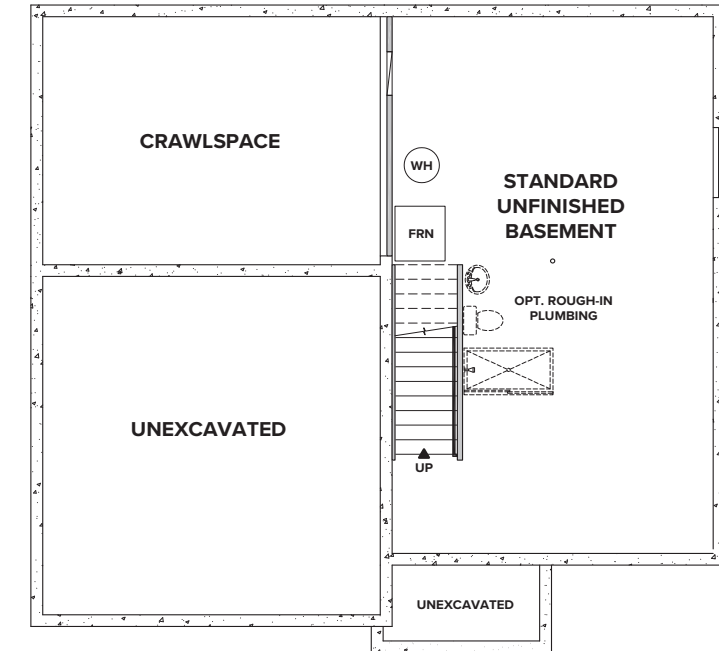 CRAWLSPACE
WH
STANDARD
UNFINISHED
BASEMENT
FRN
OPT. ROUGH-IN
PLUMBING
UNEXCAVATED
UP
UNEXCAVATED